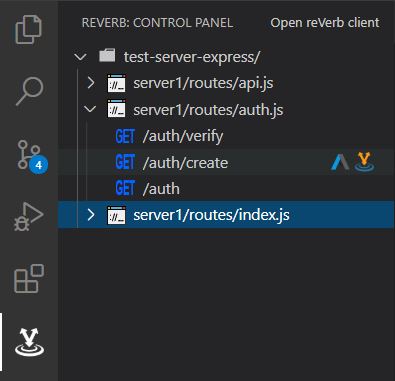 REVERB: CONTROL PANEL Open reVerb client
test-server-express/
server1/routes/api.js
server1/routes/auth.js
GET /auth/verify
GET /auth/create
4
GET /auth
server1/routes/index.js